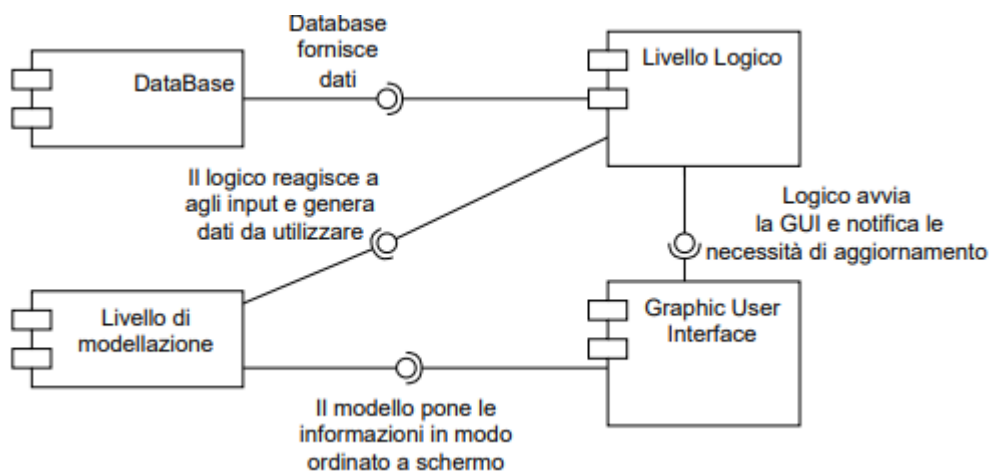 Database
fornisce
dati
DataBase
Livello Logico
Il logico reagisce a
agli input e genera
dati da utilizzare
Logico avvia
la GUI e notifica le
necessità di aggiornamento
Livello di
modellazione
Graphic User
Interface
Il modello pone le
informazioni in modo
ordinato a schermo